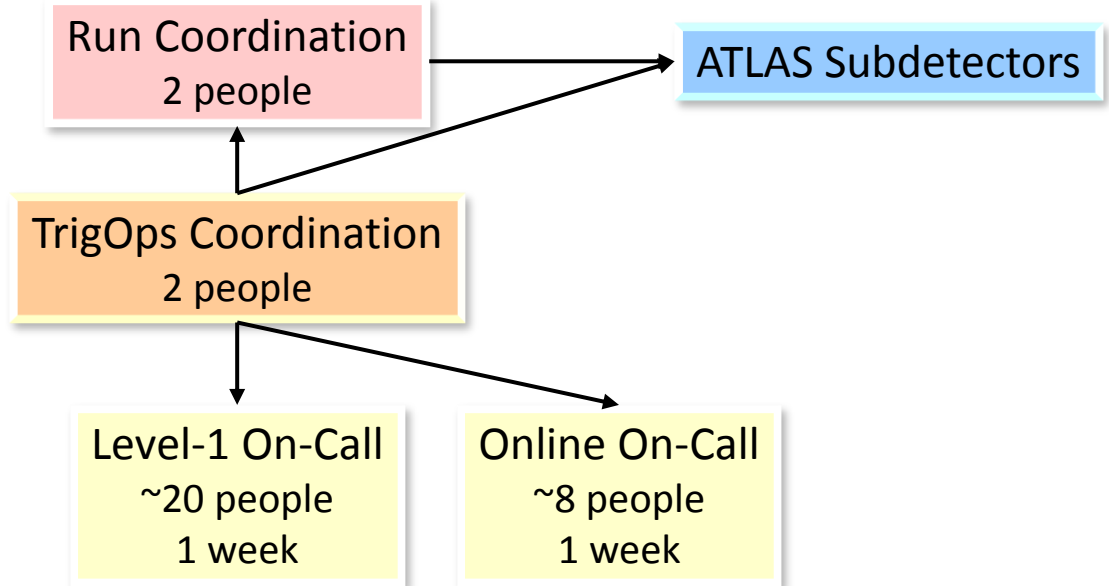 Run Coordination
2 people
ATLAS Subdetectors
TrigOps Coordination
2 people
Level-1 On-Call
~20 people
1 week
Online On-Call
~8 people
1 week